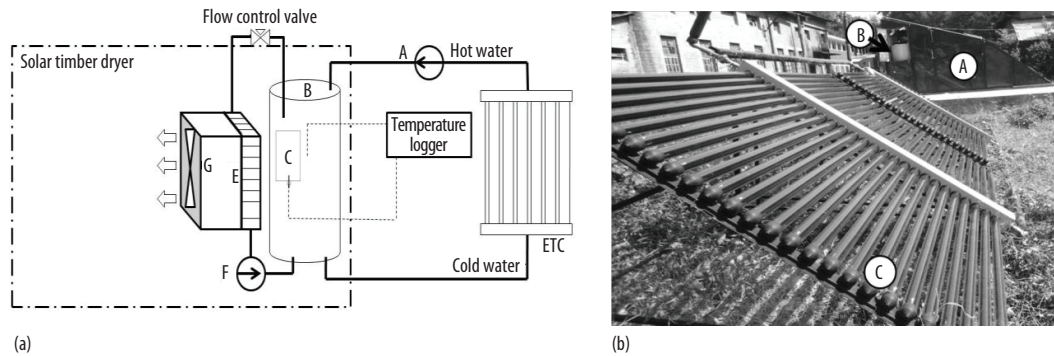 Flow control valve
Solar timber dryer
A
Hot water
B
Temperature
logger
C
G
E
ETC
F
Cold water
(a)
B
A
C
(b)